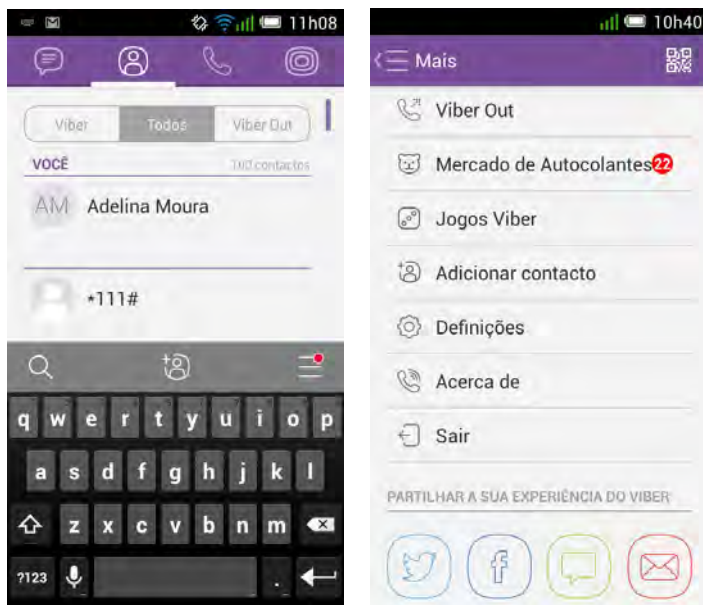 11h08
Viber Todos Viber Out
VOCÊ 100 contactos
AM Adelina Moura
*111#
q w e r t y u i o p
a s d f g h j k l
z x c v b n m
?123 .
10h40
Mais
Viber Out
Mercado de Autocolantes 22
Jogos Viber
Adicionar contacto
Definições
Acerca de
Sair
PARTILHAR A SUA EXPERIÊNCIA DO VIBER